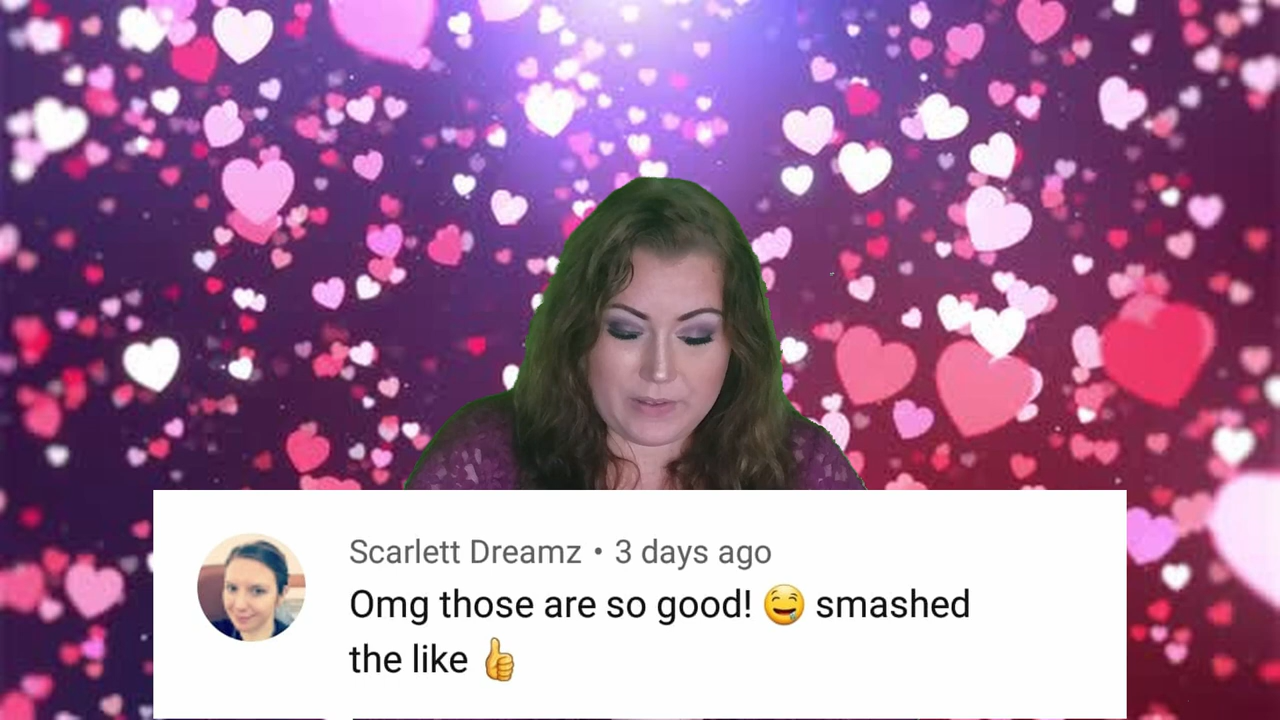 Scarlett Dreamz • 3 days ago
Omg those are so good! 🤤 smashed
the like 👍